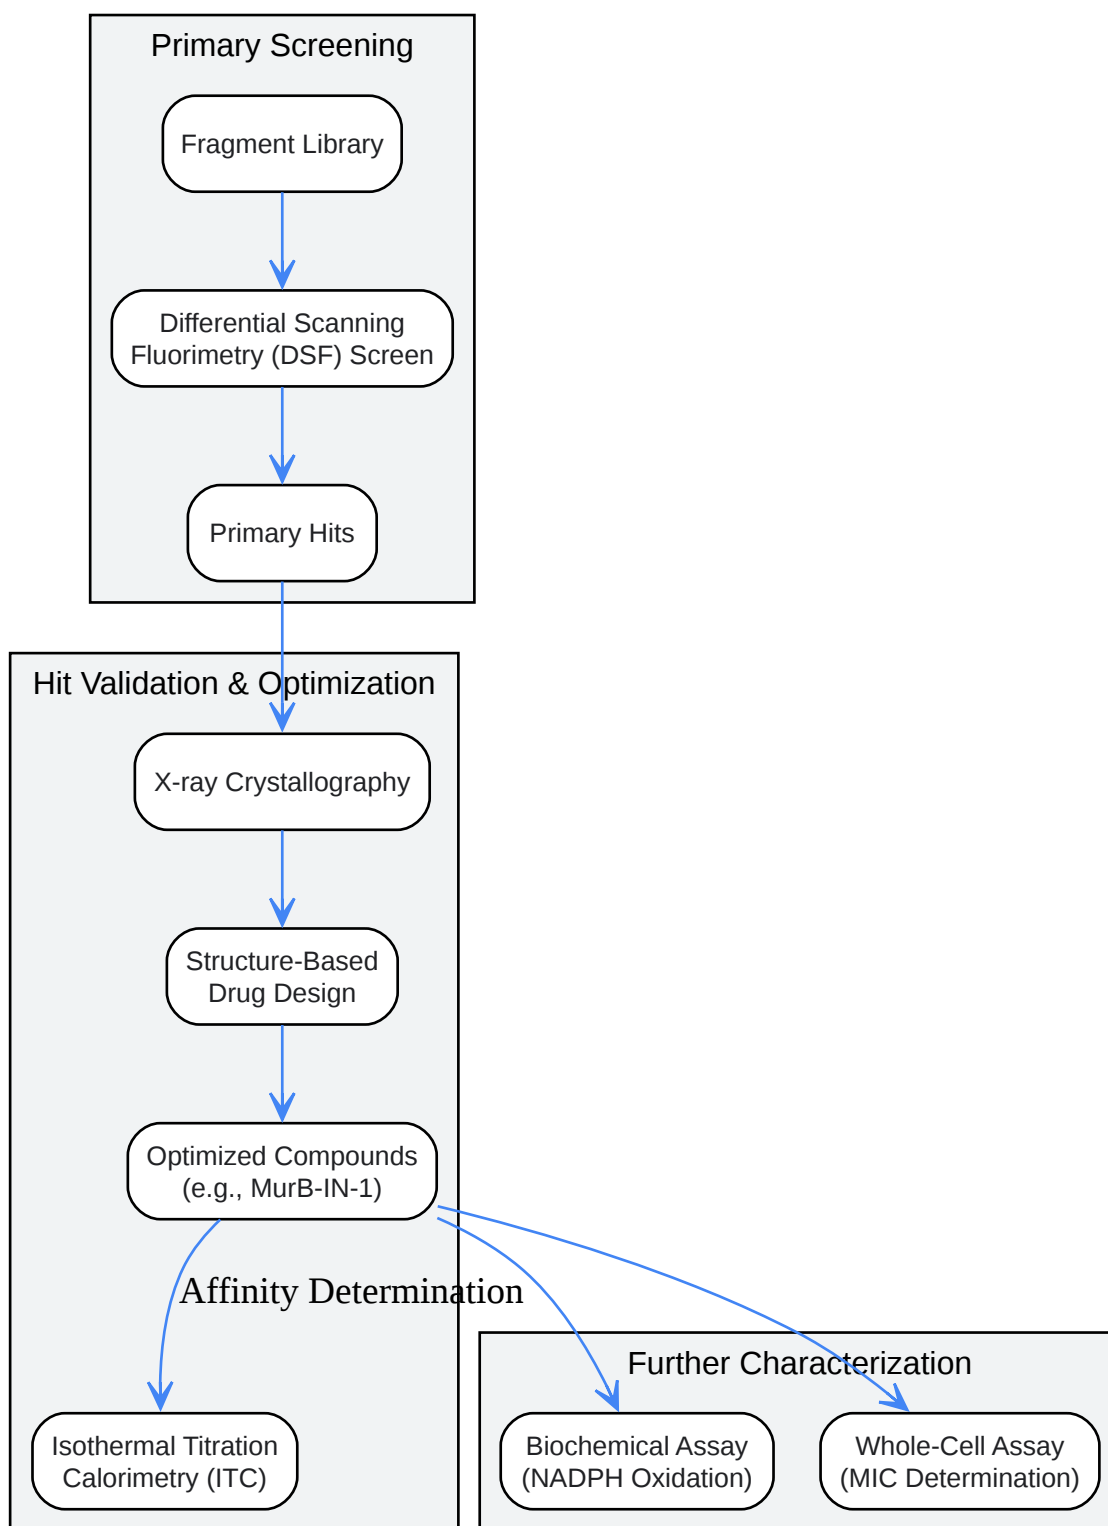 Primary Screening
Fragment Library
Differential Scanning
Fluorimetry (DSF) Screen
Primary Hits
Hit Validation & Optimization
X-ray Crystallography
Structure-Based
Drug Design
Optimized Compounds
(e.g., MurB-IN-1)
Affinity Determination
Isothermal Titration
Calorimetry (ITC)
Further Characterization
Biochemical Assay
(NADPH Oxidation)
Whole-Cell Assay
(MIC Determination)